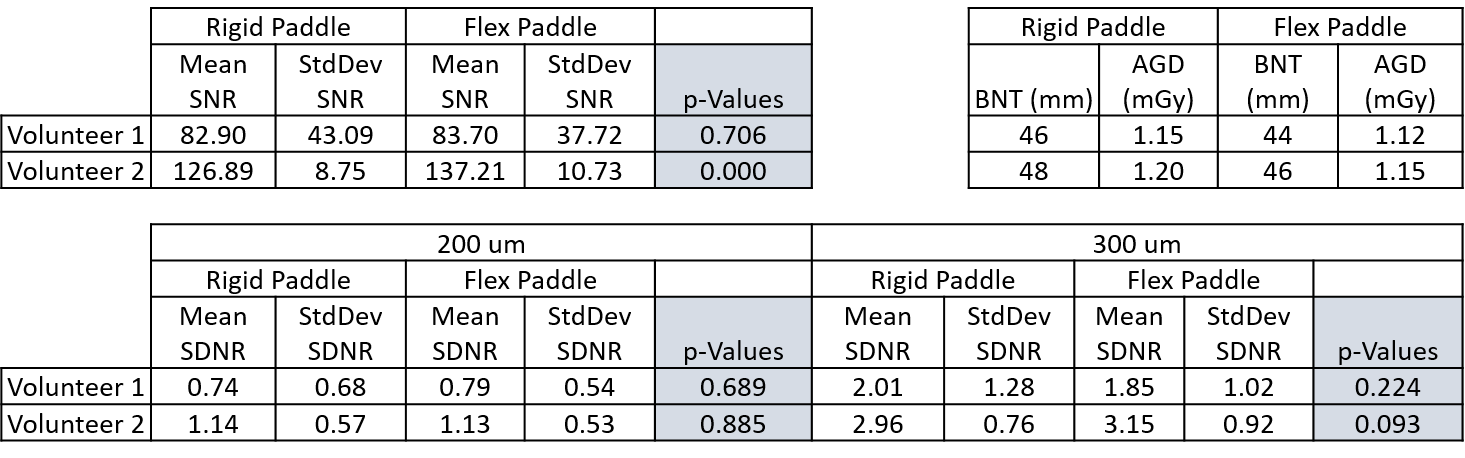 Rigid Paddle Flex Paddle
Mean SNR StdDev SNR Mean SNR StdDev SNR p-Values
Volunteer 1 82.90 43.09 83.70 37.72 0.706
Volunteer 2 126.89 8.75 137.21 10.73 0.000
Rigid Paddle Flex Paddle
BNT (mm) AGD (mGy) BNT (mm) AGD (mGy)
46 1.15 44 1.12
48 1.20 46 1.15
200 um 300 um
Rigid Paddle Flex Paddle Rigid Paddle Flex Paddle
Mean SDNR StdDev SDNR Mean SDNR StdDev SDNR p-Values Mean SDNR StdDev SDNR Mean SDNR StdDev SDNR p-Values
Volunteer 1 0.74 0.68 0.79 0.54 0.689 2.01 1.28 1.85 1.02 0.224
Volunteer 2 1.14 0.57 1.13 0.53 0.885 2.96 0.76 3.15 0.92 0.093